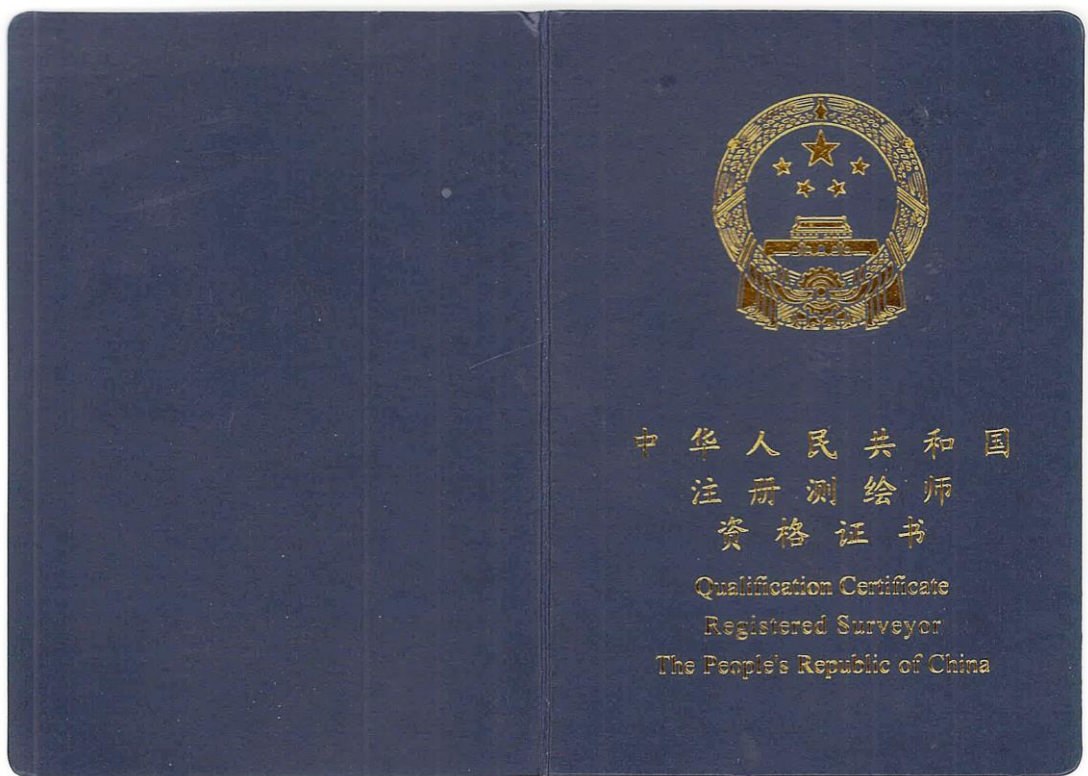 中华人民共和国
注册测绘师
资格证书
Qualification Certificate
Registered Surveyor
The People's Republic of China